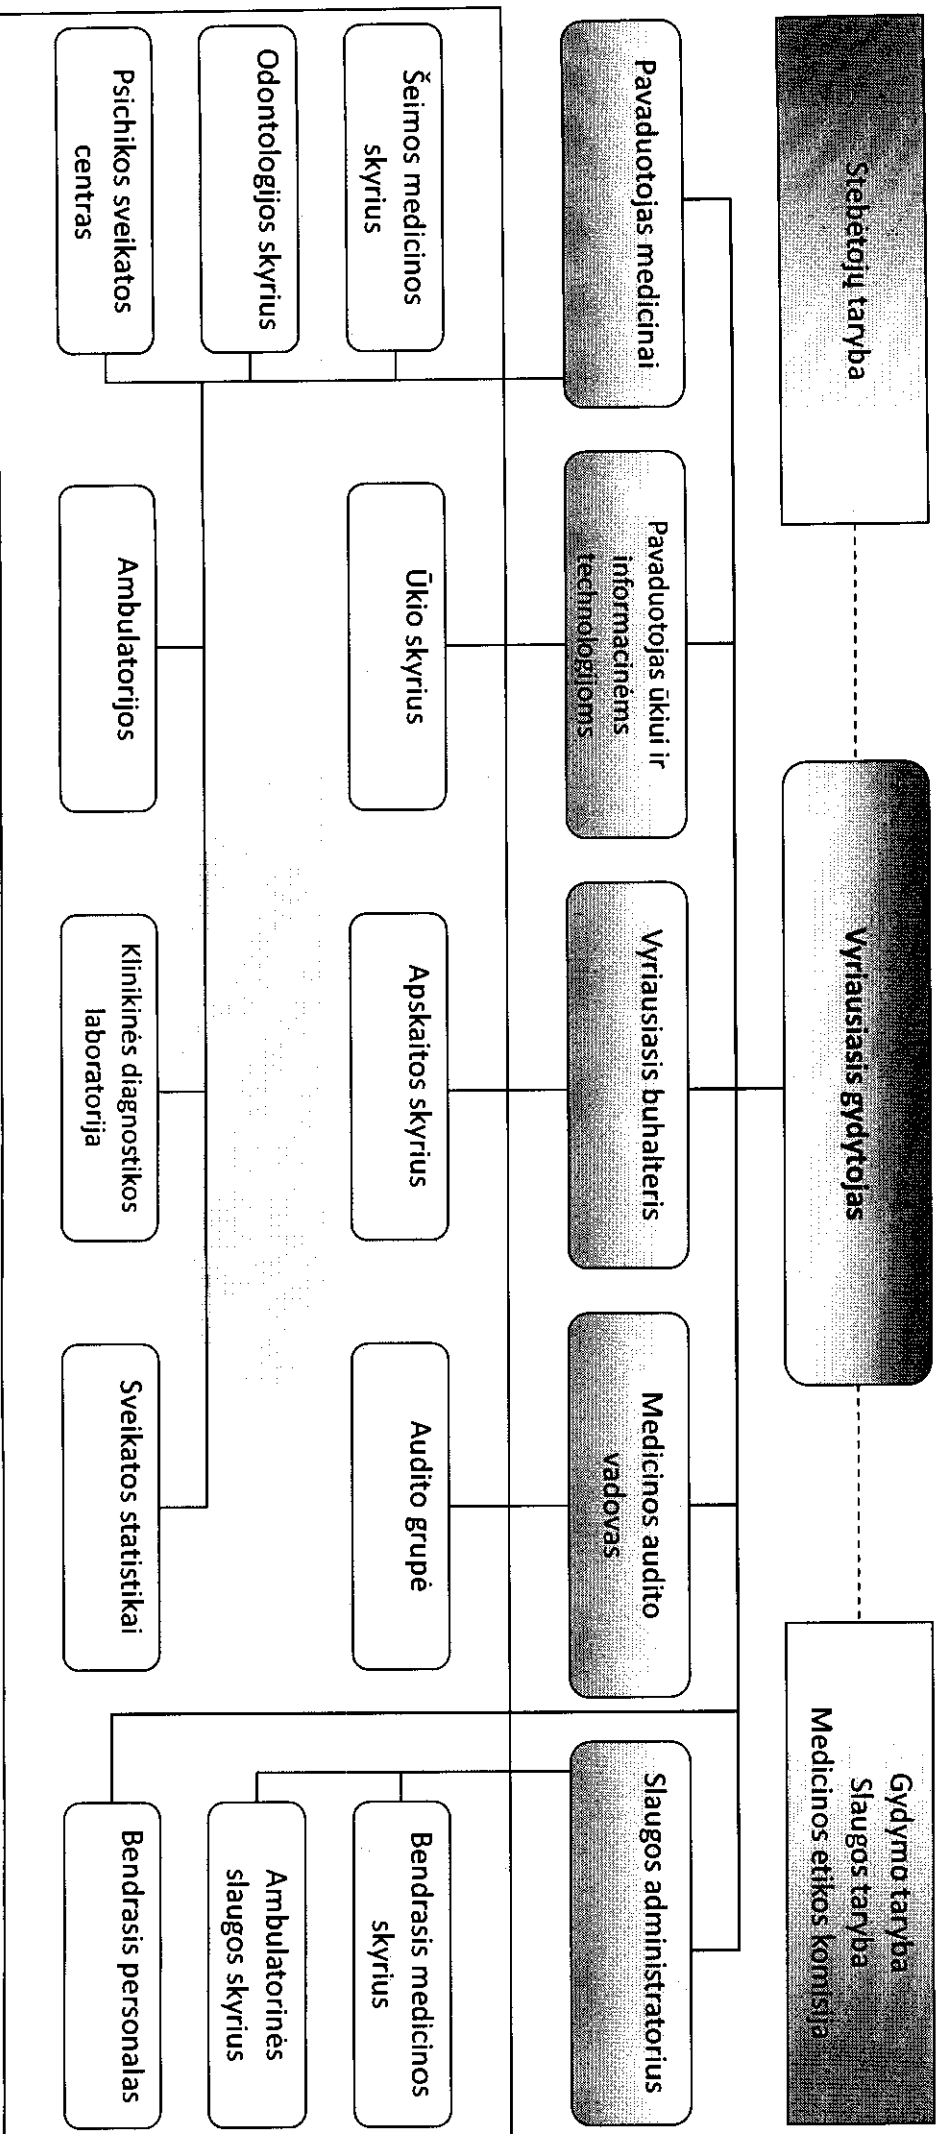 Stebėtojų taryba
Vyriausiasis gydytojas
Gydymo taryba
Slaugos taryba
Medicinos etikos komisija
Pavaduotojas medicinai
Pavaduotojas ūkiui ir
informacinėms
technologijoms
Vyriausiasis buhalteris
Medicinos audito
vadovas
Slaugos administratorius
Šeimos medicinos
skyrius
Ūkio skyrius
Apskaitos skyrius
Audito grupė
Bendrasis medicinos
skyrius
Odontologijos skyrius
Ambulatorinės
slaugos skyrius
Psichikos sveikatos
centras
Ambulatorijos
Klinikinės diagnostikos
laboratorija
Sveikatos statistikai
Bendrasis personalas